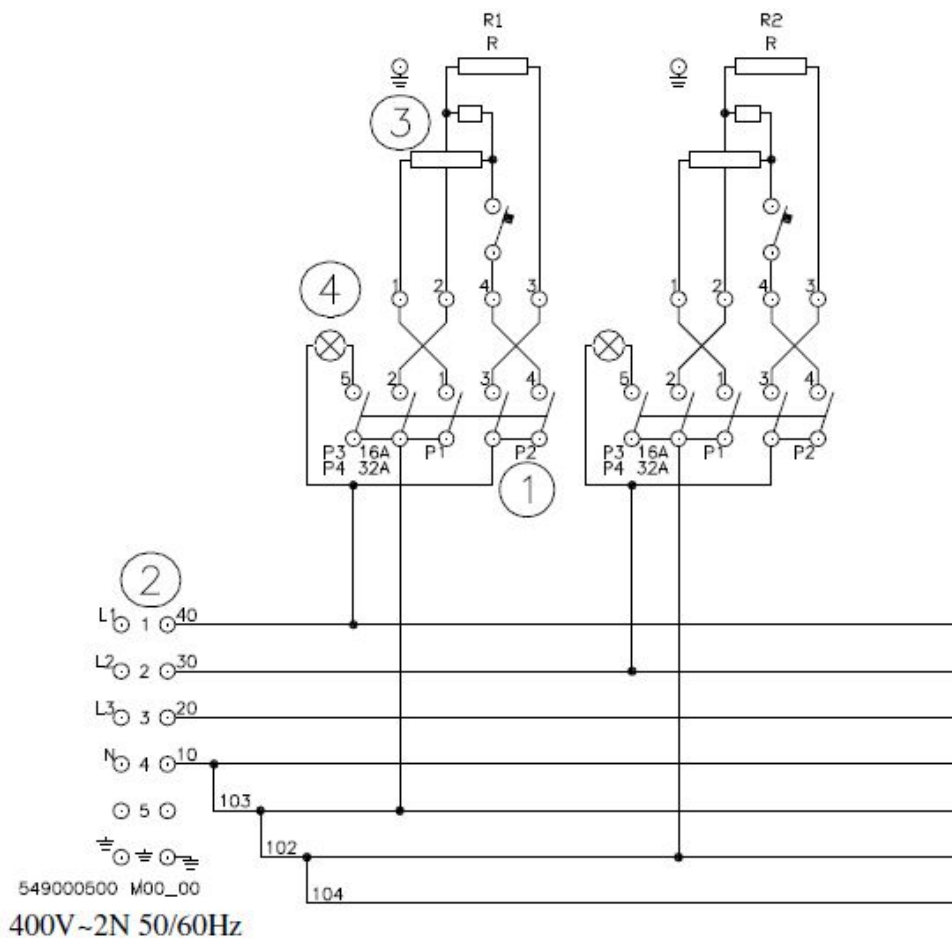 R1 R2
R R
3
4
1 2 4 3 1 2 4 3
5 2 1 3 4 5 2 1 3 4
P3 16A P1 P2 P3 16A P1 P2
P4 32A P4 32A
1
2
L1 1 40
L2 2 30
L3 3 20
N 4 10
5 103
102
549000500 M00_00 104
400V~2N 50/60Hz